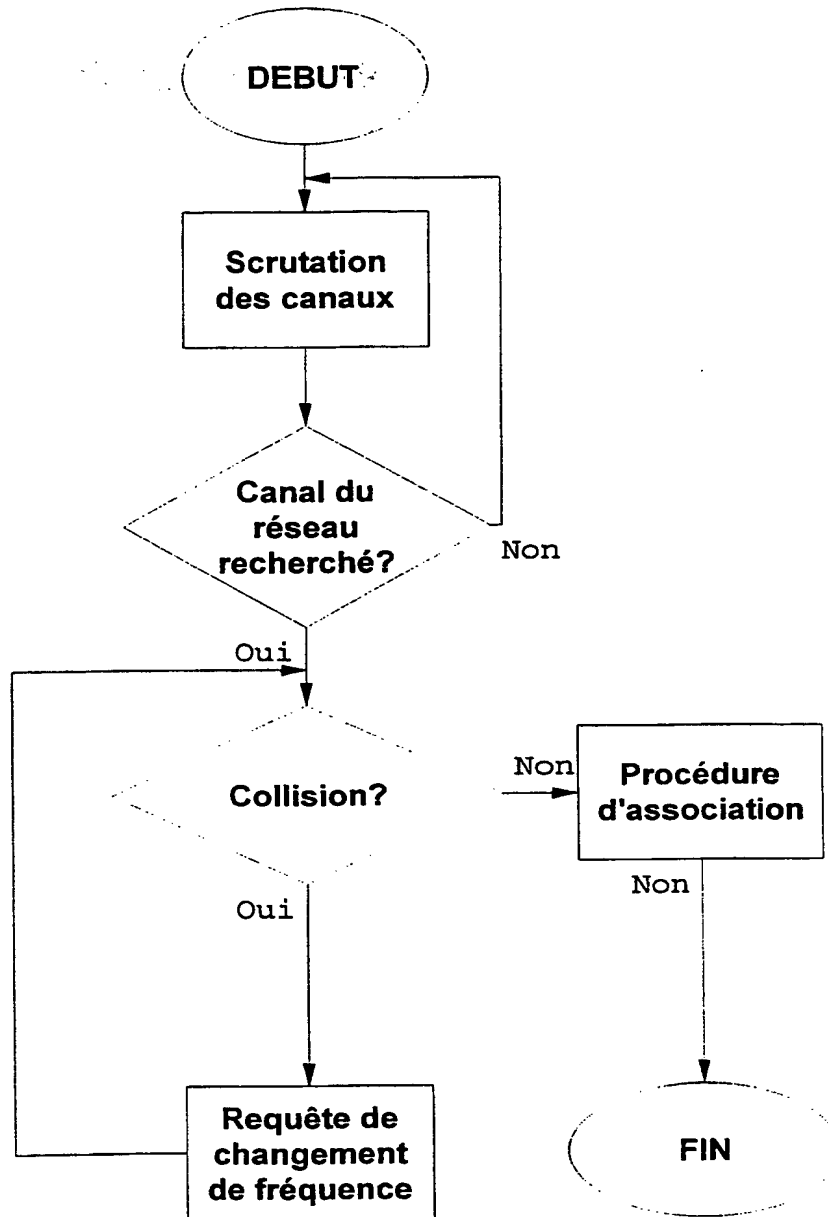 DEBUT
Scrutation
des canaux
Canal du
réseau
recherché?
Non
Oui
Collision?
Non
Procédure
d'association
Oui
Non
Requête de
changement
de fréquence
FIN